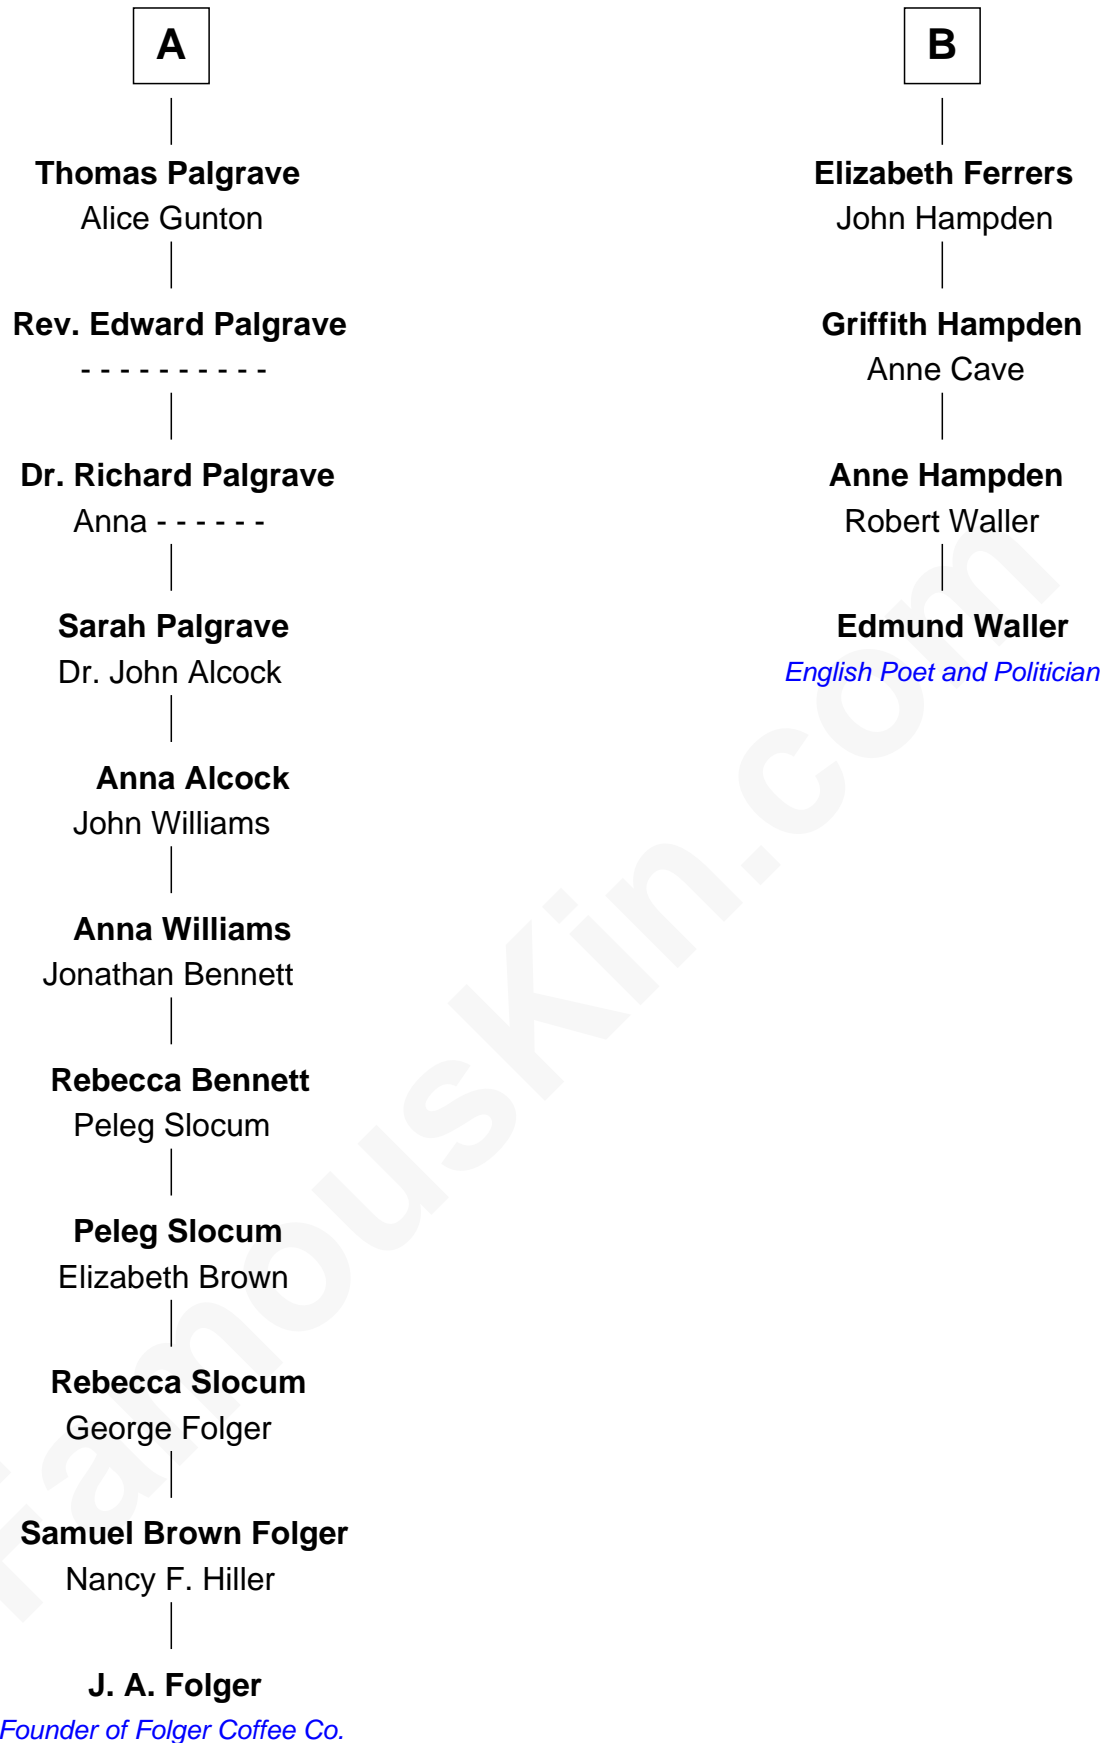 A
Thomas Palgrave
Alice Gunton
Rev. Edward Palgrave
- - - - - - - - - -
Dr. Richard Palgrave
Anna - - - - - -
Sarah Palgrave
Dr. John Alcock
Anna Alcock
John Williams
Anna Williams
Jonathan Bennett
Rebecca Bennett
Peleg Slocum
Peleg Slocum
Elizabeth Brown
Rebecca Slocum
George Folger
Samuel Brown Folger
Nancy F. Hiller
J. A. Folger
Founder of Folger Coffee Co.
B
Elizabeth Ferrers
John Hampden
Griffith Hampden
Anne Cave
Anne Hampden
Robert Waller
Edmund Waller
English Poet and Politician
FamousKin.com